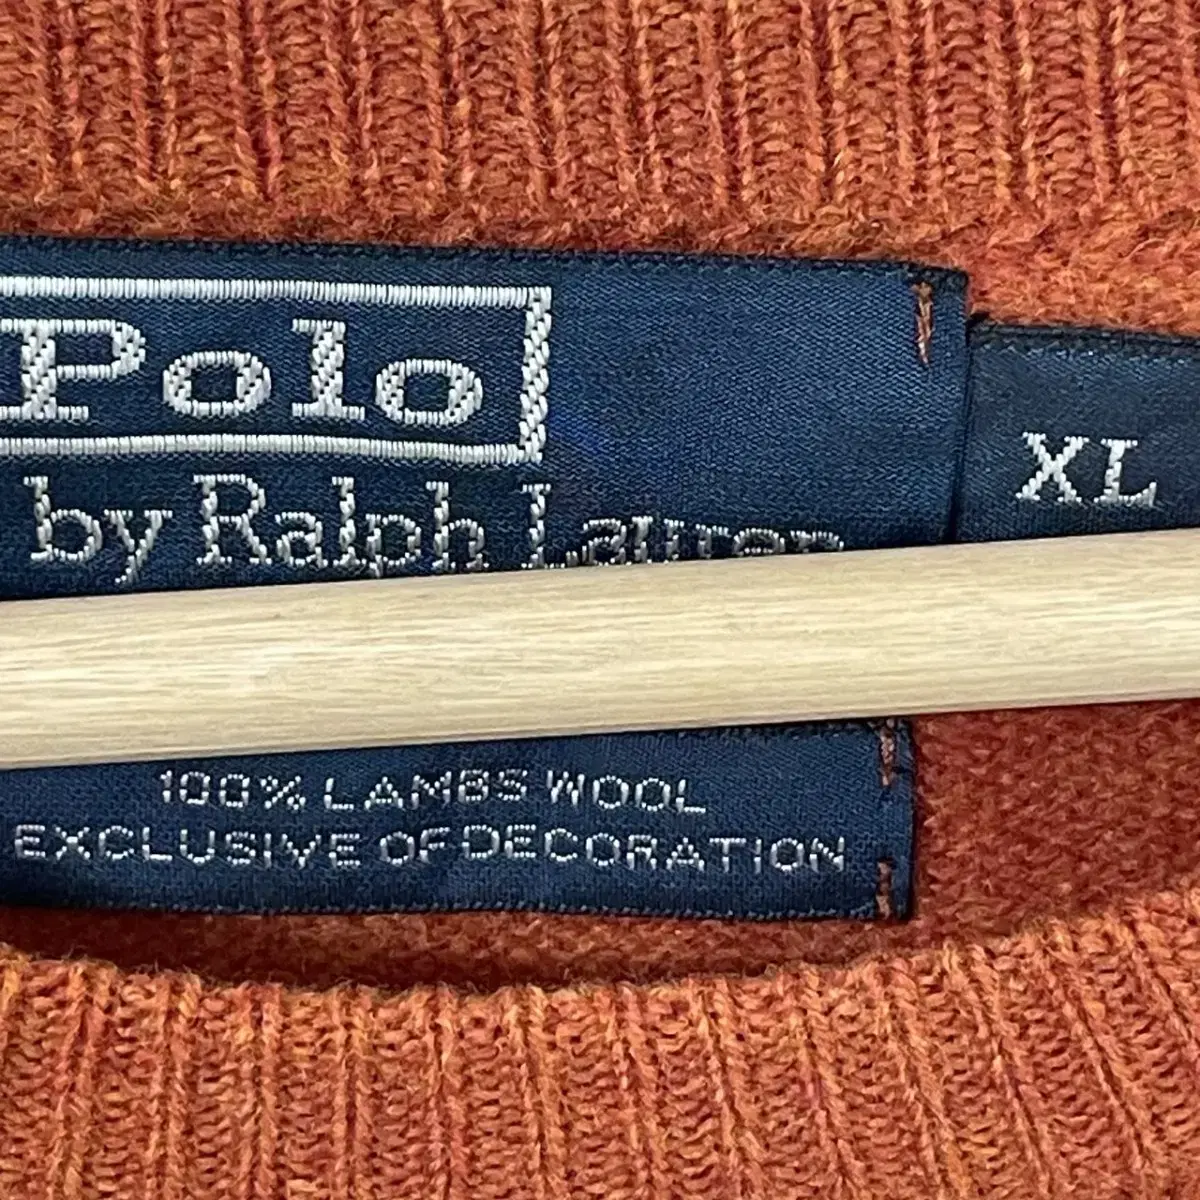 Polo
by Ralph Lauren
XL
100% LAMBS WOOL
EXCLUSIVE OF DECORATION